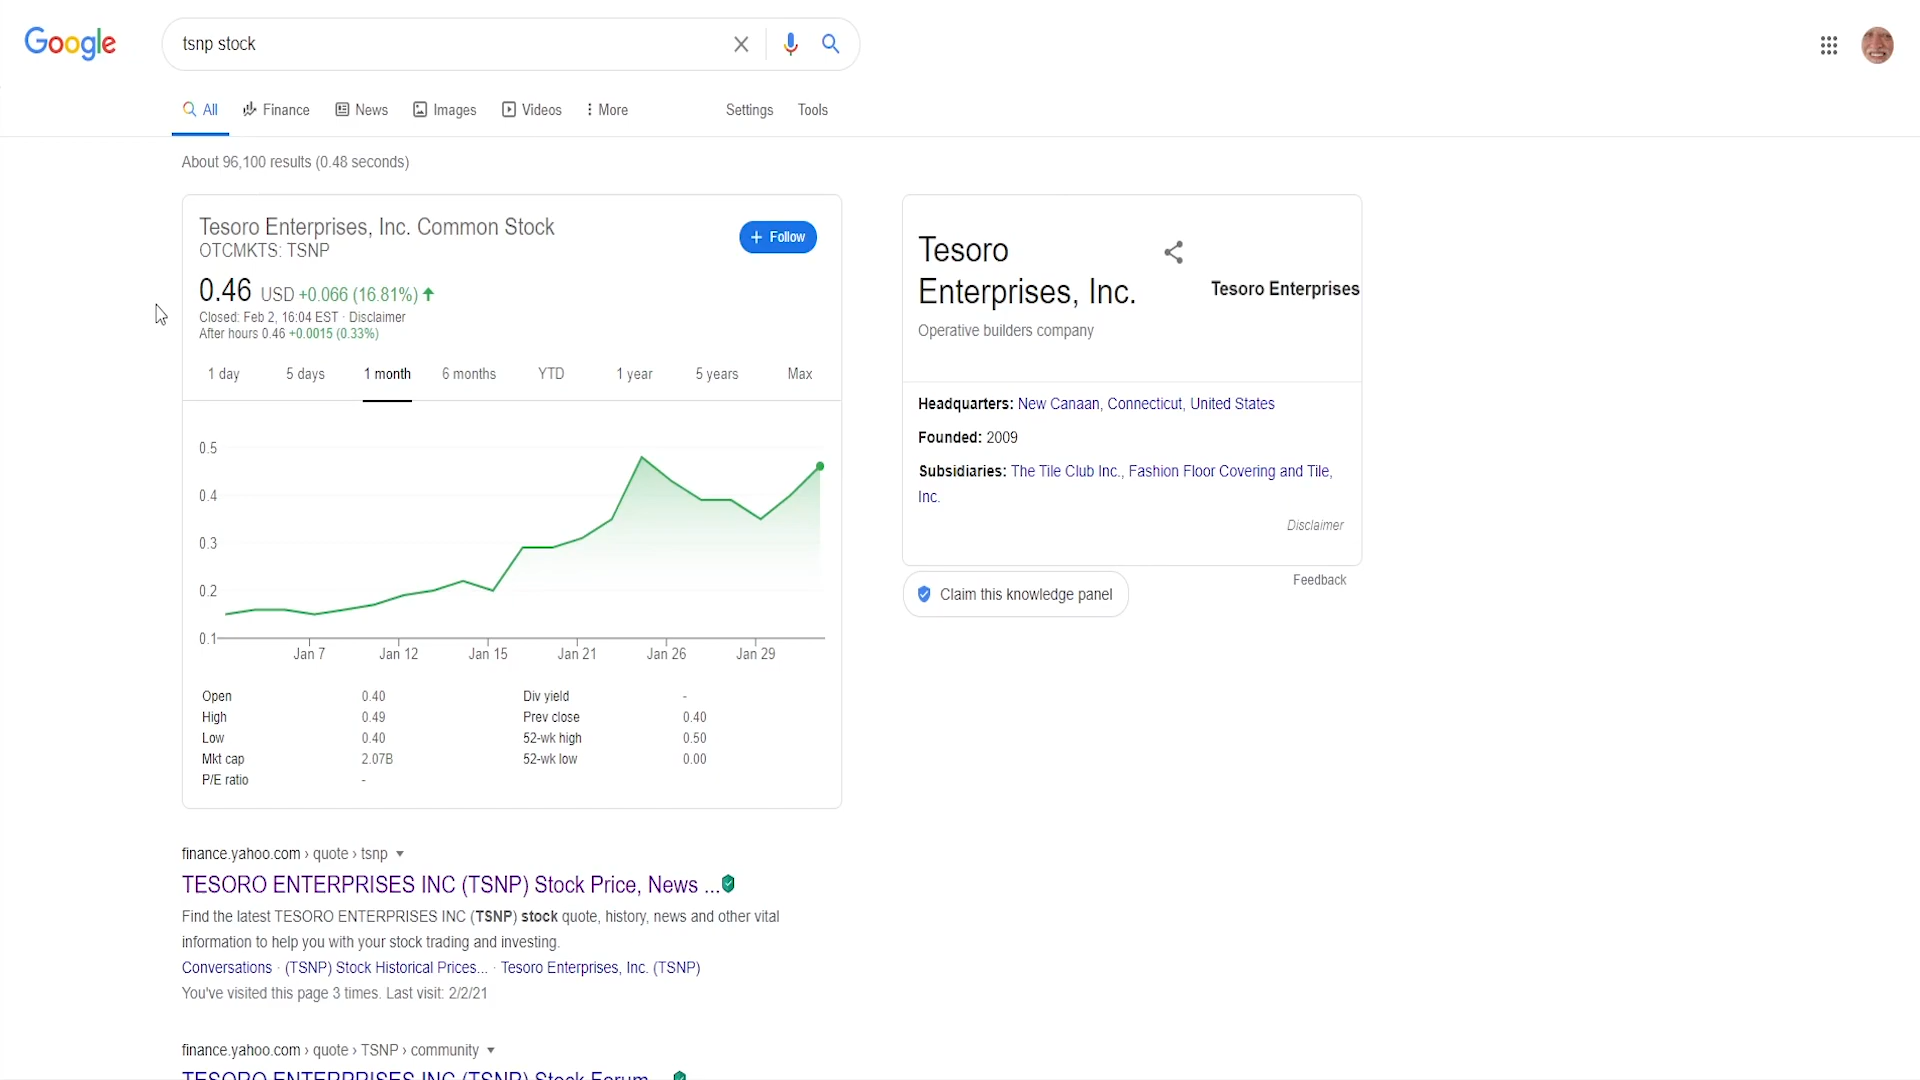 Google
tsnp stock
All Finance News Images Videos More Settings Tools
About 96,100 results (0.48 seconds)
Tesoro Enterprises, Inc. Common Stock
OTCMKTS: TSNP
+ Follow
0.46 USD +0.066 (16.81%)
Closed: Feb 2, 16:04 EST · Disclaimer
After hours 0.46 +0.0015 (0.33%)
1 day 5 days 1 month 6 months YTD 1 year 5 years Max
0.5
0.4
0.3
0.2
0.1
Jan 7 Jan 12 Jan 15 Jan 21 Jan 26 Jan 29
Open 0.40 Div yield -
High 0.49 Prev close 0.40
Low 0.40 52-wk high 0.50
Mkt cap 2.07B 52-wk low 0.00
P/E ratio -
Tesoro
Enterprises, Inc.
Tesoro Enterprises
Operative builders company
Headquarters: New Canaan, Connecticut, United States
Founded: 2009
Subsidiaries: The Tile Club Inc., Fashion Floor Covering and Tile,
Inc.
Disclaimer
Feedback
Claim this knowledge panel
finance.yahoo.com › quote › tsnp
TESORO ENTERPRISES INC (TSNP) Stock Price, News ...
Find the latest TESORO ENTERPRISES INC (TSNP) stock quote, history, news and other vital
information to help you with your stock trading and investing.
Conversations · (TSNP) Stock Historical Prices... · Tesoro Enterprises, Inc. (TSNP)
You've visited this page 3 times. Last visit: 2/2/21
finance.yahoo.com › quote › TSNP › community
TESORO ENTERPRISES INC (TSNP) Stock Forum ...